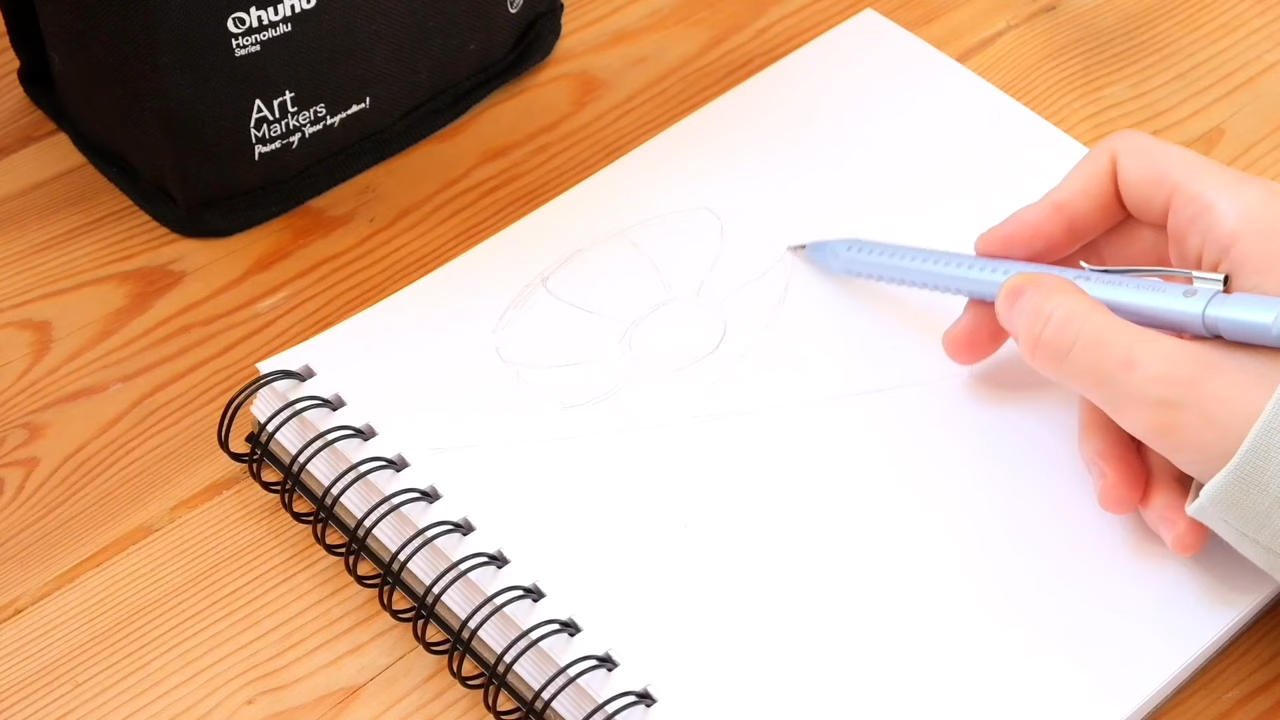 Ohuhu
Honolulu
Series
Art
Markers
Paint-up Your Inspiration!
FABER-CASTELL